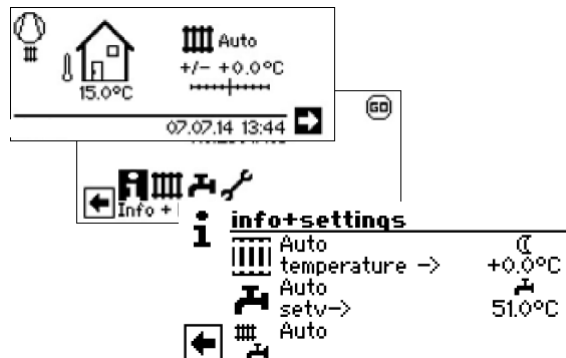 Auto
+/- +0.0°C
15.0°C
07.07.14 13:44
GO
Info +
i info+settings
Auto
temperature -> +0.0°C
Auto
setv-> 51.0°C
Auto